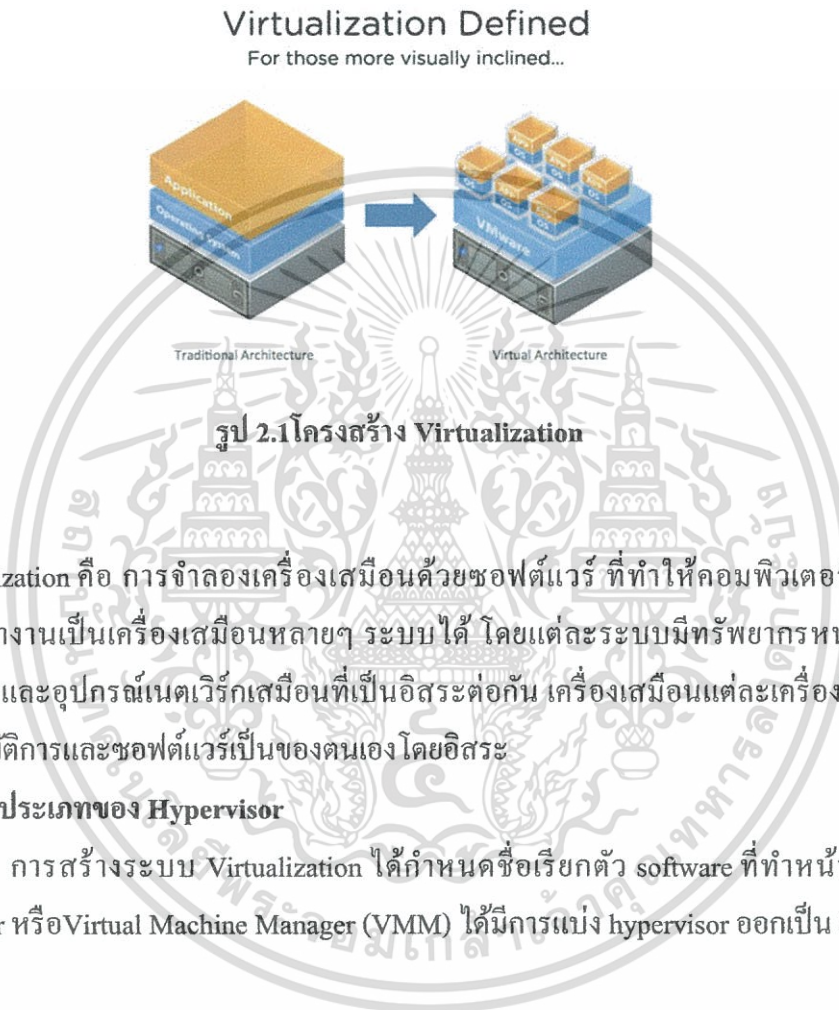 Virtualization Defined
For those more visually inclined...
Application
Operating System
App
OS
App
OS
App
OS
App
OS
App
OS
App
OS
VMware
Traditional Architecture
Virtual Architecture
รูป 2.1โครงสร้าง Virtualization
ization คือ การจำลองเครื่องเสมือนด้วยซอฟต์แวร์ ที่ทำให้คอมพิวเตอ
างานเป็นเครื่องเสมือนหลายๆ ระบบได้ โดยแต่ละระบบมีทรัพยากรห
และอุปกรณ์เนตเวิร์กเสมือนที่เป็นอิสระต่อกัน เครื่องเสมือนแต่ละเครื่อง
ัติการและซอฟต์แวร์เป็นของตนเองโดยอิสระ
ประเภทของ Hypervisor
การสร้างระบบ Virtualization ได้กำหนดชื่อเรียกตัว software ที่ทำหน้
r หรือVirtual Machine Manager (VMM) ได้มีการแบ่ง hypervisor ออกเป็น